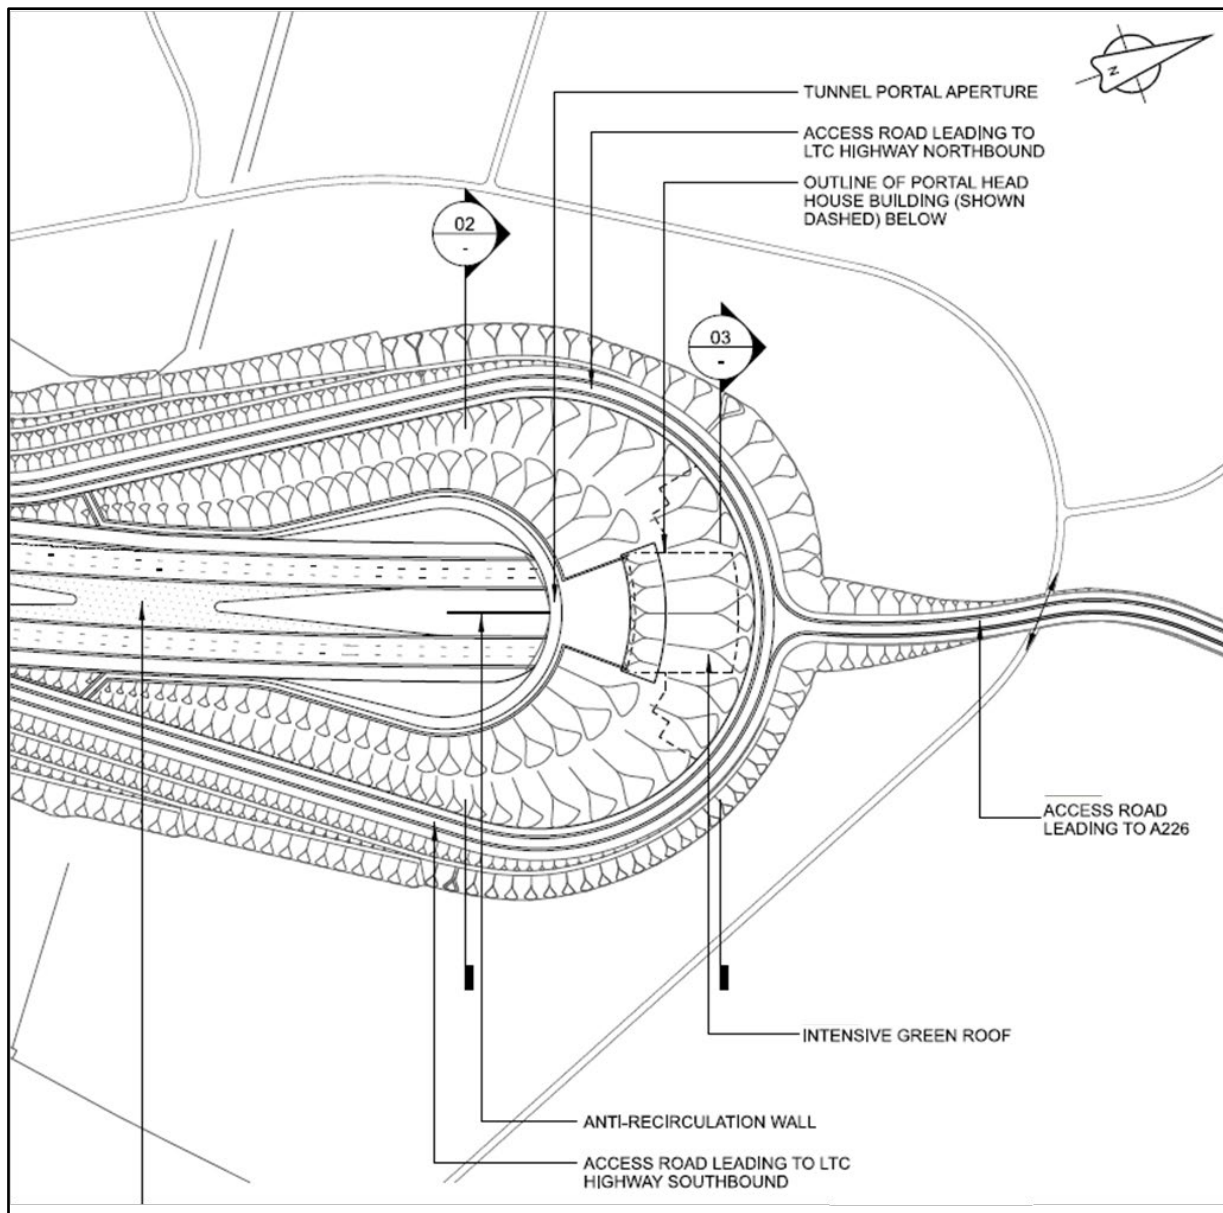 N
TUNNEL PORTAL APERTURE
ACCESS ROAD LEADING TO
LTC HIGHWAY NORTHBOUND
OUTLINE OF PORTAL HEAD
HOUSE BUILDING (SHOWN
DASHED) BELOW
02
-
03
-
ACCESS ROAD
LEADING TO A226
INTENSIVE GREEN ROOF
ANTI-RECIRCULATION WALL
ACCESS ROAD LEADING TO LTC
HIGHWAY SOUTHBOUND